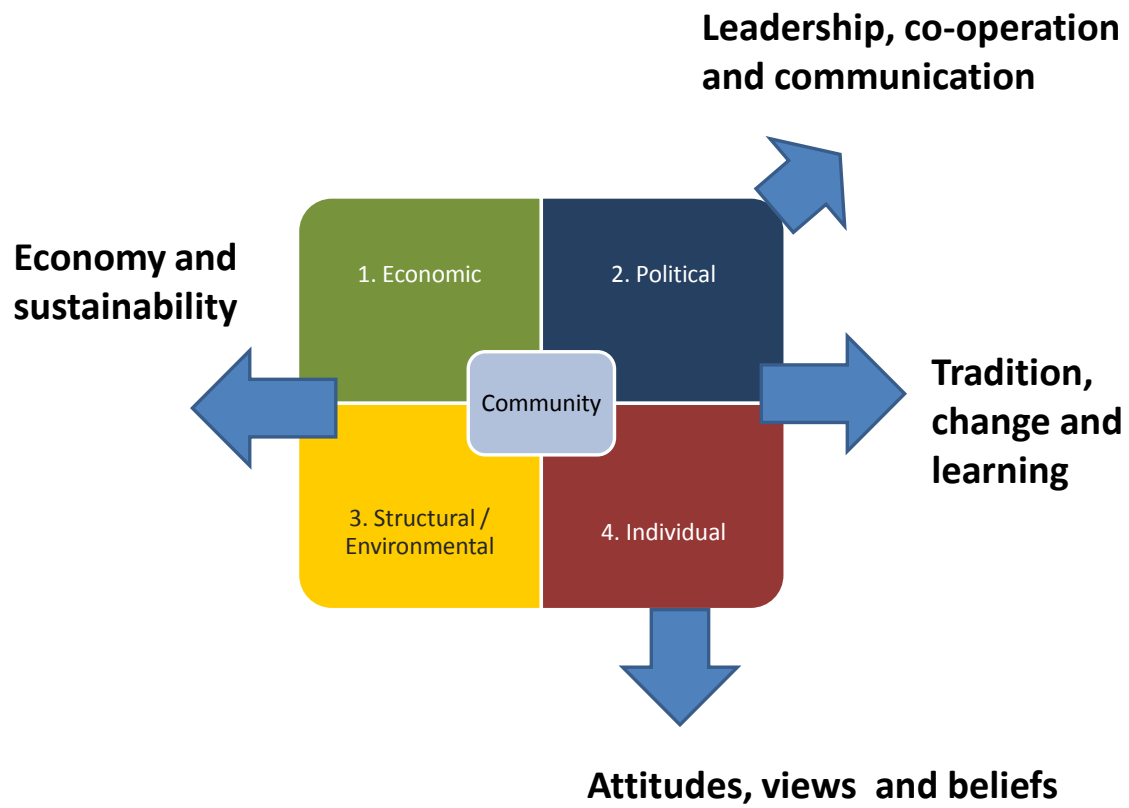 Leadership, co-operation
and communication
Economy and
sustainability
1. Economic
2. Political
Community
Tradition,
change and
learning
3. Structural /
Environmental
4. Individual
Attitudes, views  and beliefs